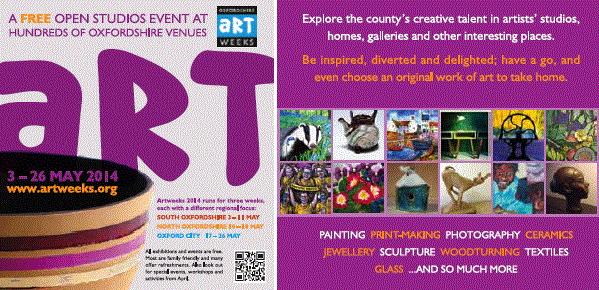 A FREE OPEN STUDIOS EVENT AT
HUNDREDS OF OXFORDSHIRE VENUES
OXFORDSHIRE
aRT
WEEKS
aRT
3 – 26 MAY 2014
www.artweeks.org
Artweeks 2014 runs for three weeks,
each with a different regional focus:
SOUTH OXFORDSHIRE 3 – 11 MAY
NORTH OXFORDSHIRE 10 – 18 MAY
OXFORD CITY 17 – 26 MAY
All exhibitions and events are free.
Most are family friendly and many
offer refreshments. Also look out
for special events, workshops and
activities from April.
Explore the county's creative talent in artists' studios,
homes, galleries and other interesting places.
Be inspired, diverted and delighted; have a go, and
even choose an original work of art to take home.
PAINTING PRINT-MAKING PHOTOGRAPHY CERAMICS
JEWELLERY SCULPTURE WOODTURNING TEXTILES
GLASS ...AND SO MUCH MORE